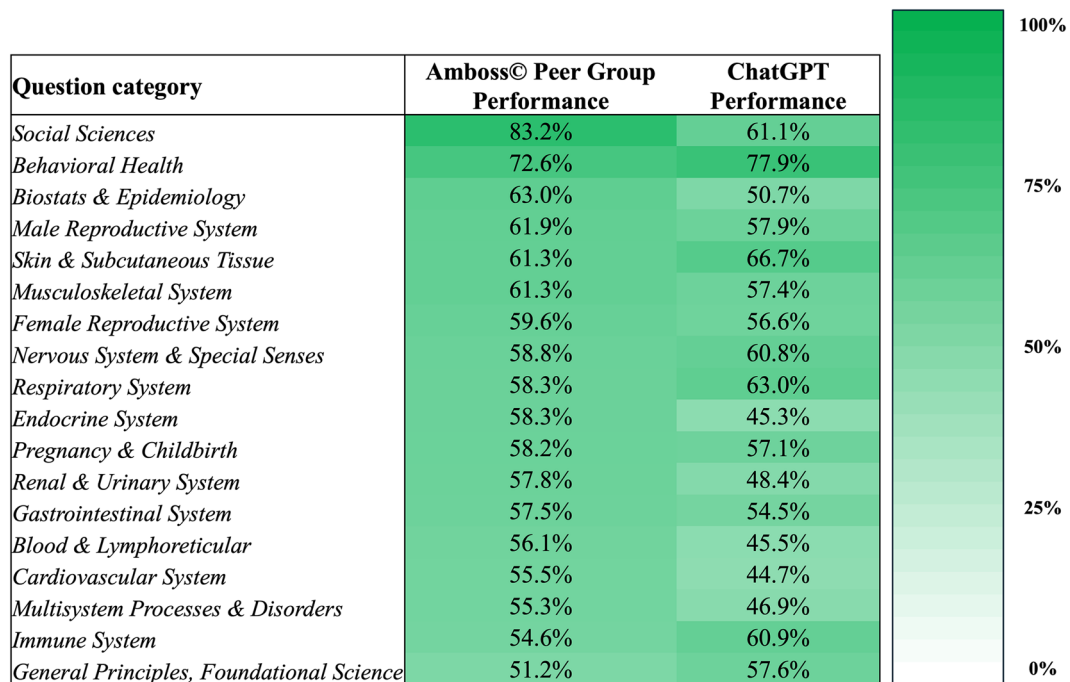 Question category Amboss© Peer Group Performance ChatGPT Performance
Social Sciences 83.2% 61.1%
Behavioral Health 72.6% 77.9%
Biostats & Epidemiology 63.0% 50.7%
Male Reproductive System 61.9% 57.9%
Skin & Subcutaneous Tissue 61.3% 66.7%
Musculoskeletal System 61.3% 57.4%
Female Reproductive System 59.6% 56.6%
Nervous System & Special Senses 58.8% 60.8%
Respiratory System 58.3% 63.0%
Endocrine System 58.3% 45.3%
Pregnancy & Childbirth 58.2% 57.1%
Renal & Urinary System 57.8% 48.4%
Gastrointestinal System 57.5% 54.5%
Blood & Lymphoreticular 56.1% 45.5%
Cardiovascular System 55.5% 44.7%
Multisystem Processes & Disorders 55.3% 46.9%
Immune System 54.6% 60.9%
General Principles, Foundational Science 51.2% 57.6%
100%
75%
50%
25%
0%